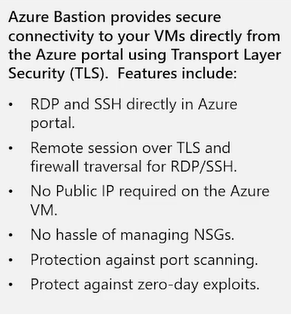 Azure Bastion provides secure
connectivity to your VMs directly from
the Azure portal using Transport Layer
Security (TLS).  Features include:
• RDP and SSH directly in Azure
portal.
• Remote session over TLS and
firewall traversal for RDP/SSH.
• No Public IP required on the Azure
VM.
• No hassle of managing NSGs.
• Protection against port scanning.
• Protect against zero-day exploits.